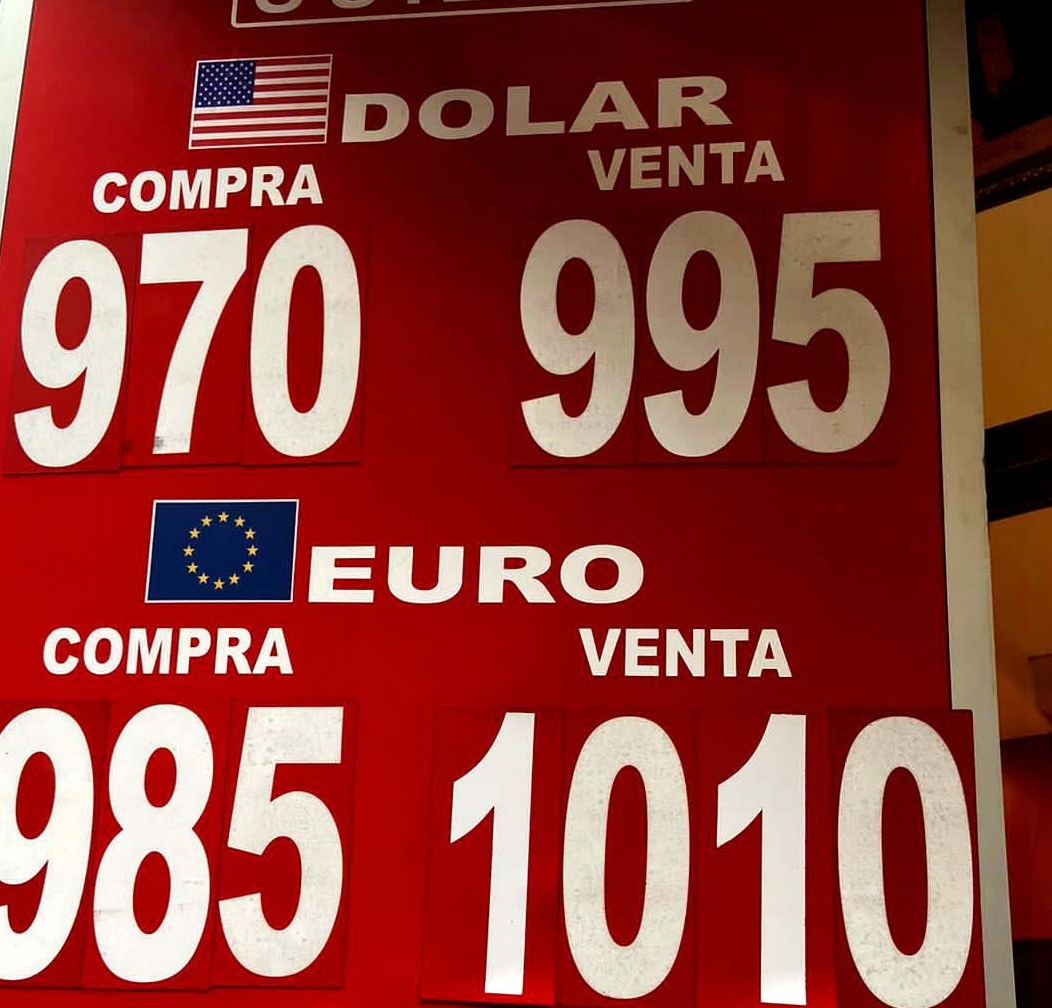 DOLAR
COMPRA VENTA
970 995
EURO
COMPRA VENTA
985 1010